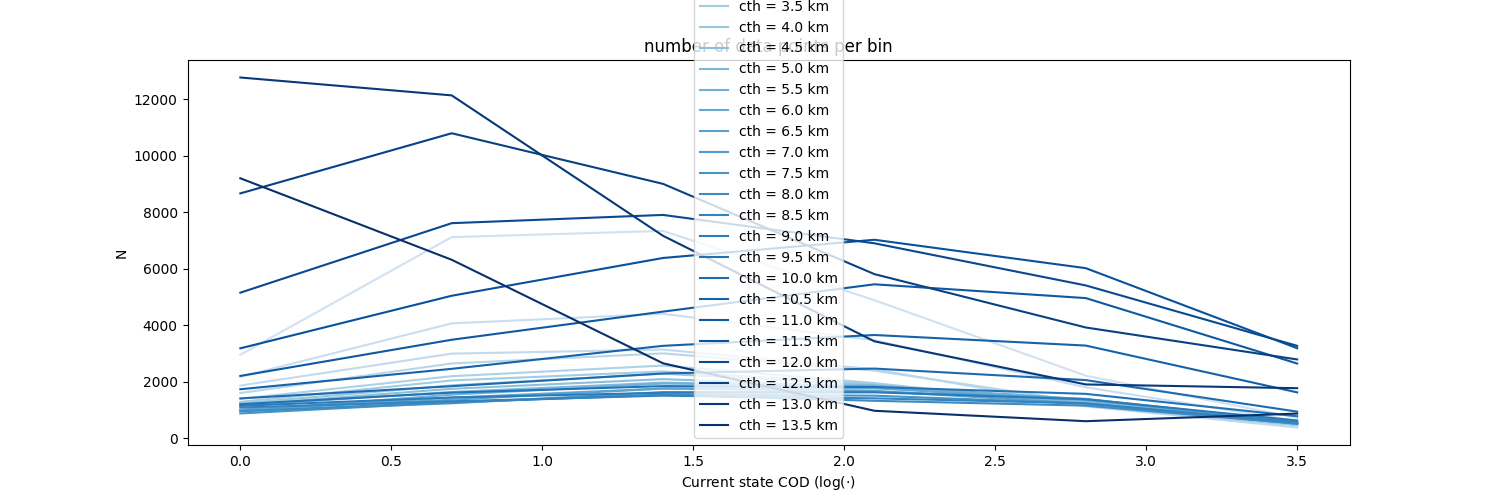 cth = 3.5 km
cth = 4.0 km
number of data points per bin
cth = 4.5 km
cth = 5.0 km
cth = 5.5 km
cth = 6.0 km
cth = 6.5 km
cth = 7.0 km
cth = 7.5 km
cth = 8.0 km
cth = 8.5 km
cth = 9.0 km
cth = 9.5 km
cth = 10.0 km
cth = 10.5 km
cth = 11.0 km
cth = 11.5 km
cth = 12.0 km
cth = 12.5 km
cth = 13.0 km
cth = 13.5 km
12000
10000
8000
6000
4000
2000
0
N
0.0 0.5 1.0 1.5 2.0 2.5 3.0 3.5
Current state COD (log(·)